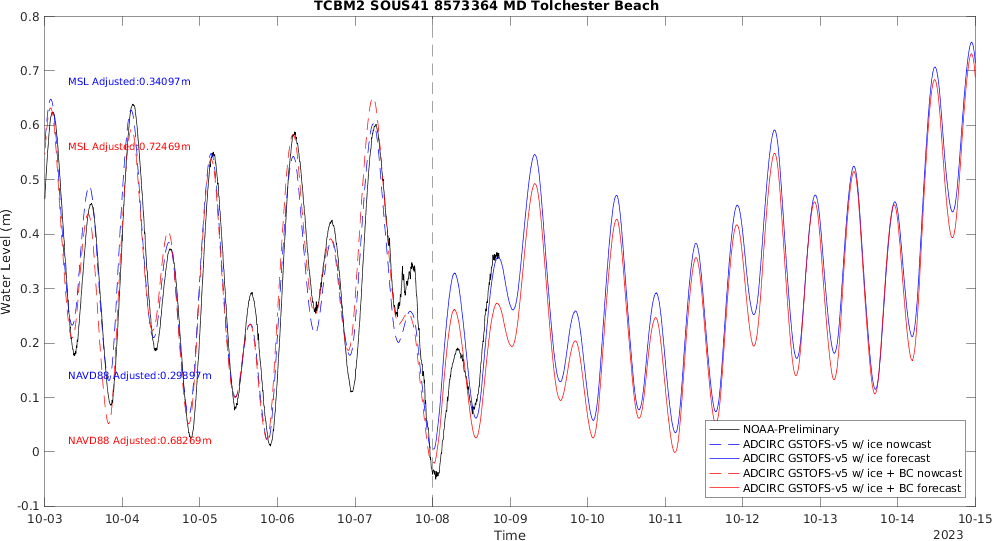 TCBM2 SOUS41 8573364 MD Tolchester Beach
Water Level (m)
0.8
0.7
0.6
0.5
0.4
0.3
0.2
0.1
0
-0.1
MSL Adjusted:0.34097m
MSL Adjusted:0.72469m
NAVD88 Adjusted:0.29897m
NAVD88 Adjusted:0.68269m
NOAA-Preliminary
ADCIRC GSTOFS-v5 w/ ice nowcast
ADCIRC GSTOFS-v5 w/ ice forecast
ADCIRC GSTOFS-v5 w/ ice + BC nowcast
ADCIRC GSTOFS-v5 w/ ice + BC forecast
10-03 10-04 10-05 10-06 10-07 10-08 10-09 10-10 10-11 10-12 10-13 10-14 10-15
Time
2023